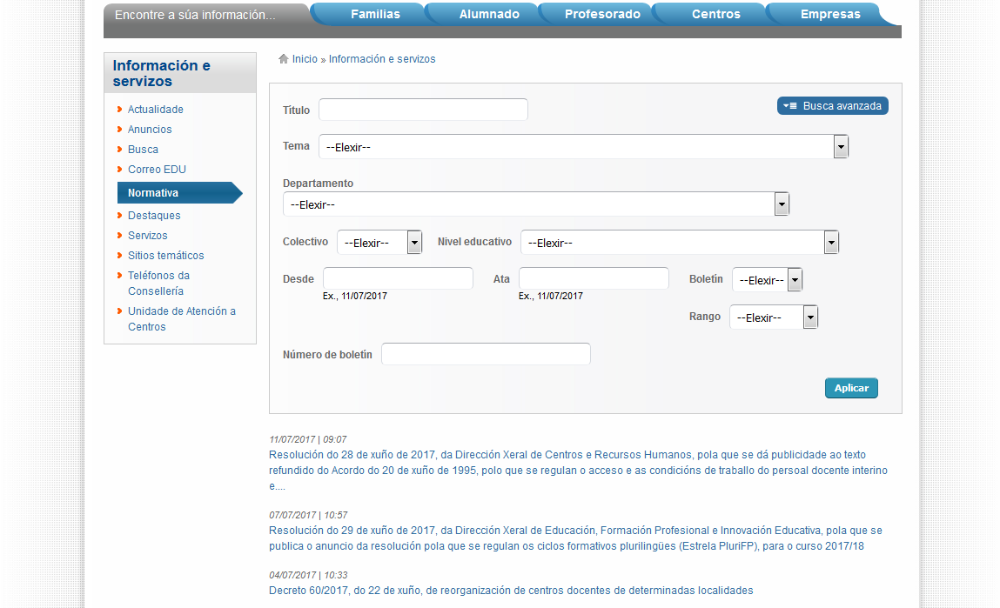 Encontre a súa información...
Familias
Alumnado
Profesorado
Centros
Empresas
Información e
servizos
Actualidade
Anuncios
Busca
Correo EDU
Normativa
Destaques
Servizos
Sitios temáticos
Teléfonos da
Consellería
Unidade de Atención a
Centros
Inicio » Información e servizos
Título
Busca avanzada
Tema --Elexir--
Departamento
--Elexir--
Colectivo --Elexir-- Nivel educativo --Elexir--
Desde Ata Boletín --Elexir--
Ex., 11/07/2017 Ex., 11/07/2017
Rango --Elexir--
Número de boletín
Aplicar
11/07/2017 | 09:07
Resolución do 28 de xuño de 2017, da Dirección Xeral de Centros e Recursos Humanos, pola que se dá publicidade ao texto
refundido do Acordo do 20 de xuño de 1995, polo que se regulan o acceso e as condicións de traballo do persoal docente interino
e....
07/07/2017 | 10:57
Resolución do 29 de xuño de 2017, da Dirección Xeral de Educación, Formación Profesional e Innovación Educativa, pola que se
publica o anuncio da resolución pola que se regulan os ciclos formativos plurilingües (Estrela PluriFP), para o curso 2017/18
04/07/2017 | 10:33
Decreto 60/2017, do 22 de xuño, de reorganización de centros docentes de determinadas localidades